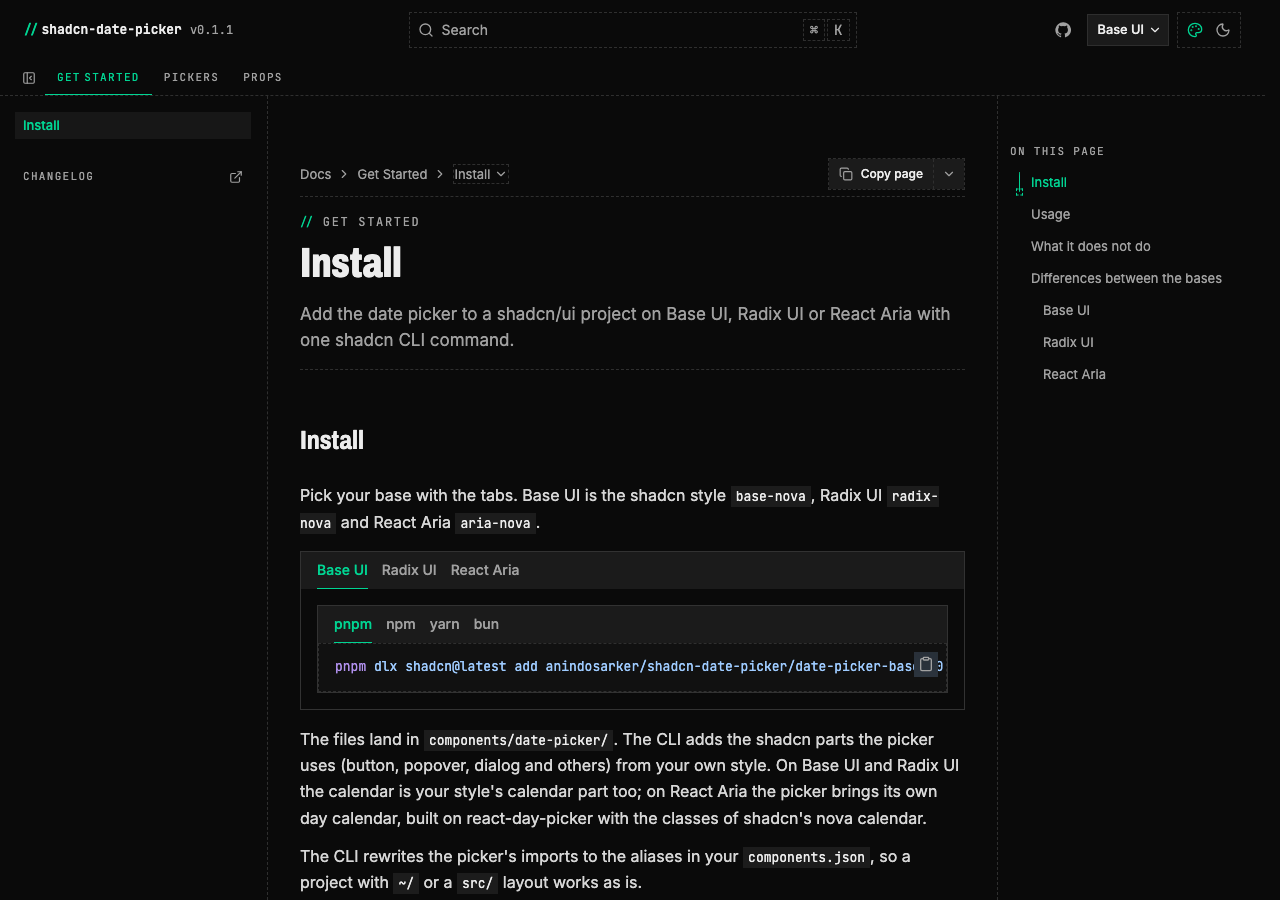 // shadcn-date-picker v0.1.1
Search
⌘ K
Base UI
GET STARTED
PICKERS
PROPS
Install
CHANGELOG
Docs > Get Started > Install
Copy page
// GET STARTED
Install
Add the date picker to a shadcn/ui project on Base UI, Radix UI or React Aria with
one shadcn CLI command.
Install
Pick your base with the tabs. Base UI is the shadcn style base-nova, Radix UI radix-
nova and React Aria aria-nova.
Base UI Radix UI React Aria
pnpm npm yarn bun
pnpm dlx shadcn@latest add anindosarker/shadcn-date-picker/date-picker-bas
The files land in components/date-picker/. The CLI adds the shadcn parts the picker
uses (button, popover, dialog and others) from your own style. On Base UI and Radix UI
the calendar is your style's calendar part too; on React Aria the picker brings its own
day calendar, built on react-day-picker with the classes of shadcn's nova calendar.
The CLI rewrites the picker's imports to the aliases in your components.json, so a
project with ~/ or a src/ layout works as is.
ON THIS PAGE
Install
Usage
What it does not do
Differences between the bases
Base UI
Radix UI
React Aria